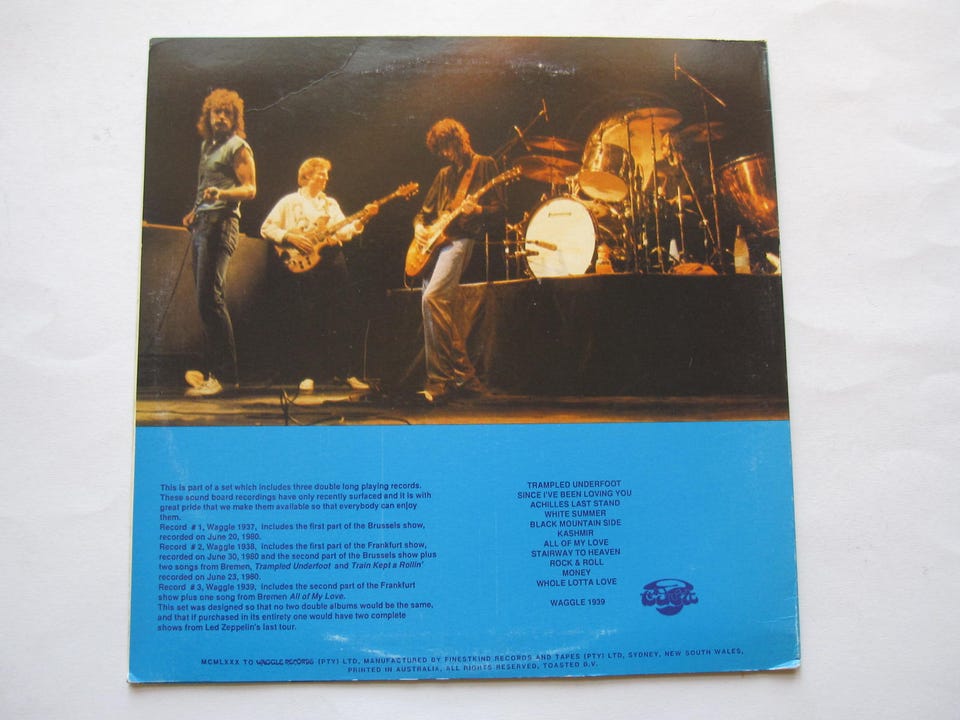 This is part of a set which includes three double long playing records.
These sound board recordings have only recently surfaced and it is with
great pride that we make them available so that everybody can enjoy
them.
Record # 1, Waggle 1937, includes the first part of the Brussels show,
recorded on June 20, 1980.
Record # 2, Waggle 1938, includes the first part of the Frankfurt show,
recorded on June 30, 1980 and the second part of the Brussels show plus
two songs from Bremen, Trampled Underfoot and Train Kept a Rollin'
recorded on June 23, 1980.
Record # 3, Waggle 1939, includes the second part of the Frankfurt
show plus one song from Bremen All of My Love.
This set was designed so that no two double albums would be the same,
and that if purchased in its entirety one would have two complete
shows from Led Zeppelin's last tour.
TRAMPLED UNDERFOOT
SINCE I'VE BEEN LOVING YOU
ACHILLES LAST STAND
WHITE SUMMER
BLACK MOUNTAIN SIDE
KASHMIR
ALL OF MY LOVE
STAIRWAY TO HEAVEN
ROCK & ROLL
MONEY
WHOLE LOTTA LOVE
WAGGLE 1939
MCMLXXX TO WAGGLE RECORDS (PTY) LTD, MANUFACTURED BY FINESTKIND RECORDS AND TAPES (PTY) LTD, SYDNEY, NEW SOUTH WALES,
PRINTED IN AUSTRALIA, ALL RIGHTS RESERVED, TOASTED B.V.